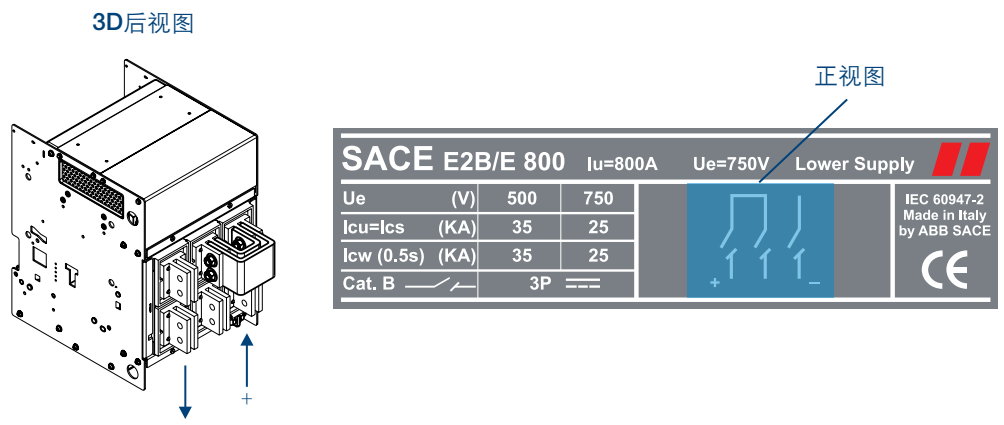 3D后视图
正视图
SACE E2B/E 800 Iu=800A Ue=750V Lower Supply
Ue (V) 500 750
Icu=Ics (KA) 35 25
Icw (0.5s) (KA) 35 25
Cat. B 3P
+ –
IEC 60947-2
Made in Italy
by ABB SACE
CE
+